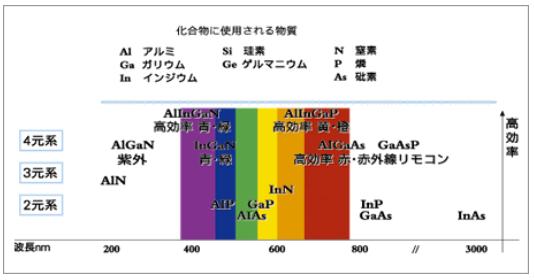 化合物に使用される物質
Al アルミ Si 珪素 N 窒素
Ga ガリウム Ge ゲルマニウム P 燐
In インジウム As 砒素
AlInGaN AlInGaP
高効率 青・緑 高効率 黄・橙
4元系 AlGaN InGaN AlGaAs GaAsP
紫外 青・緑 高効率 赤・赤外線リモコン
3元系 AlN
InN
2元系 AlP GaP InP
AlAs GaAs InAs
高効率
波長nm 200 400 600 800 // 3000